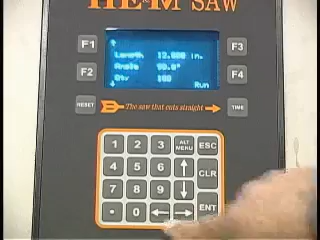 HE&M SAW
F1
F3
Length 12.000 in.
Angle 90.0°
F2
F4
Qty 100
Run
RESET
The saw that cuts straight
TIME
1 2 3 ALT MENU ESC
4 5 6 CLR
7 8 9
0 ENT